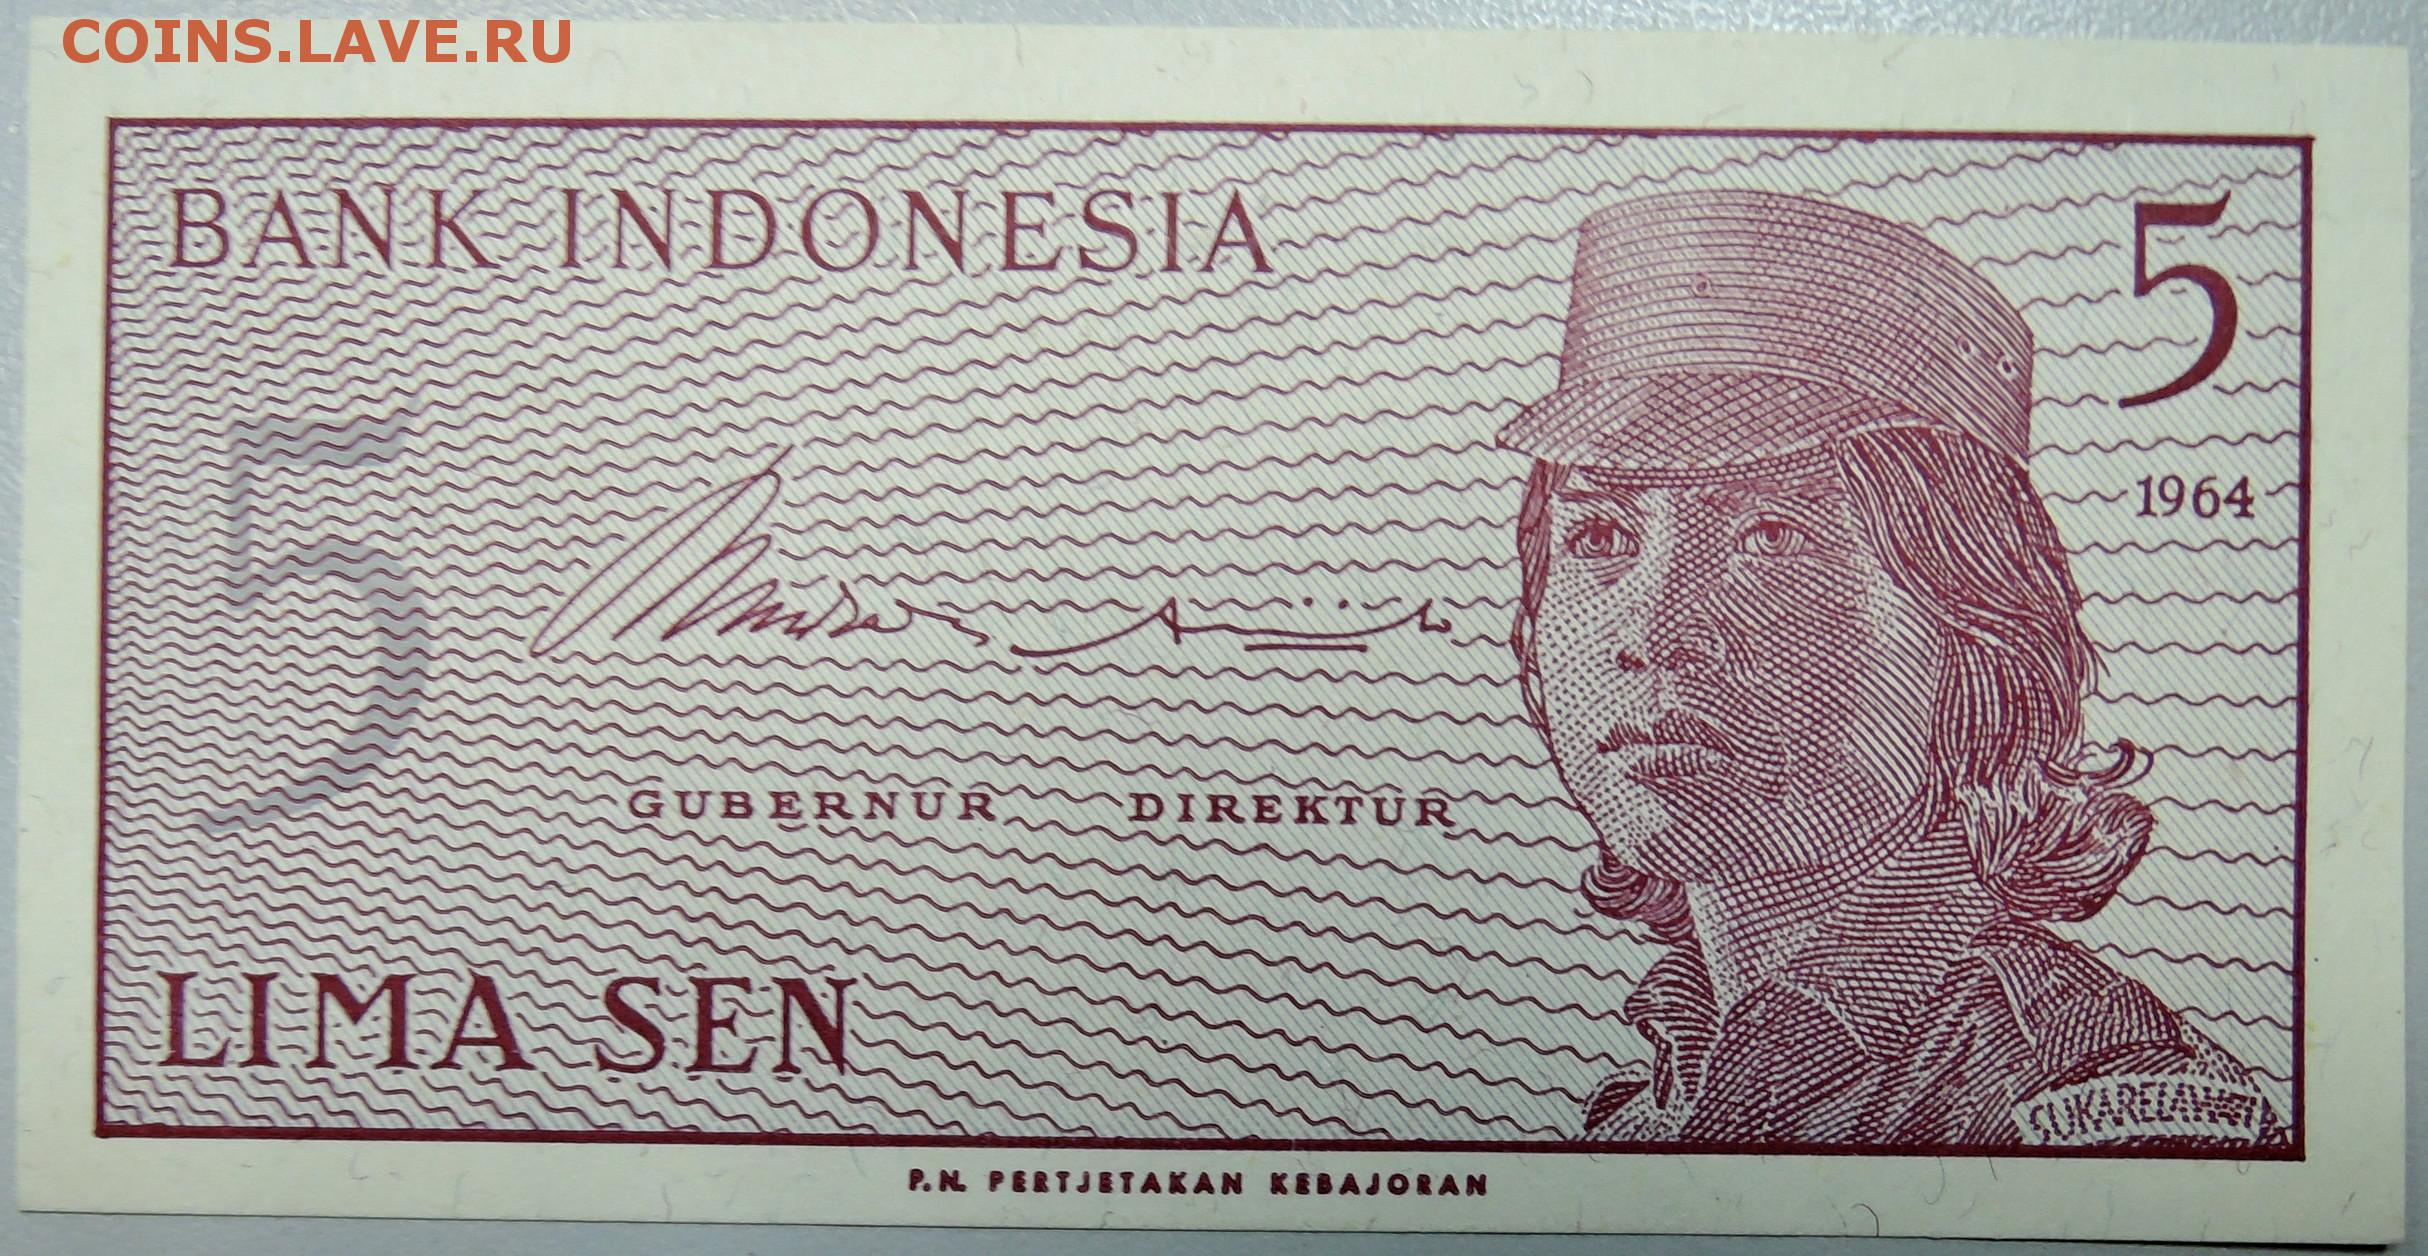 COINS.LAVE.RU
BANK INDONESIA
5
1964
5
GUBERNUR DIREKTUR
LIMA SEN
SUKARELAWATI
P.N. PERTJETAKAN KEBAJORAN